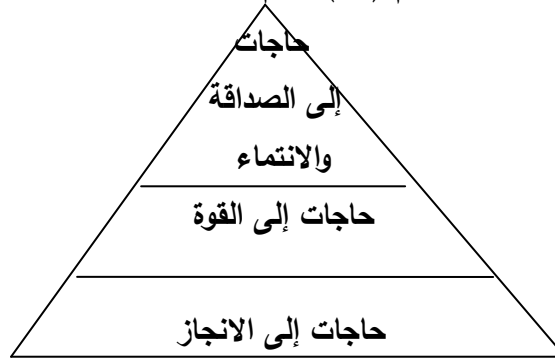 حاجات
إلى الصداقة
والانتماء
حاجات إلى القوة
حاجات إلى الانجاز